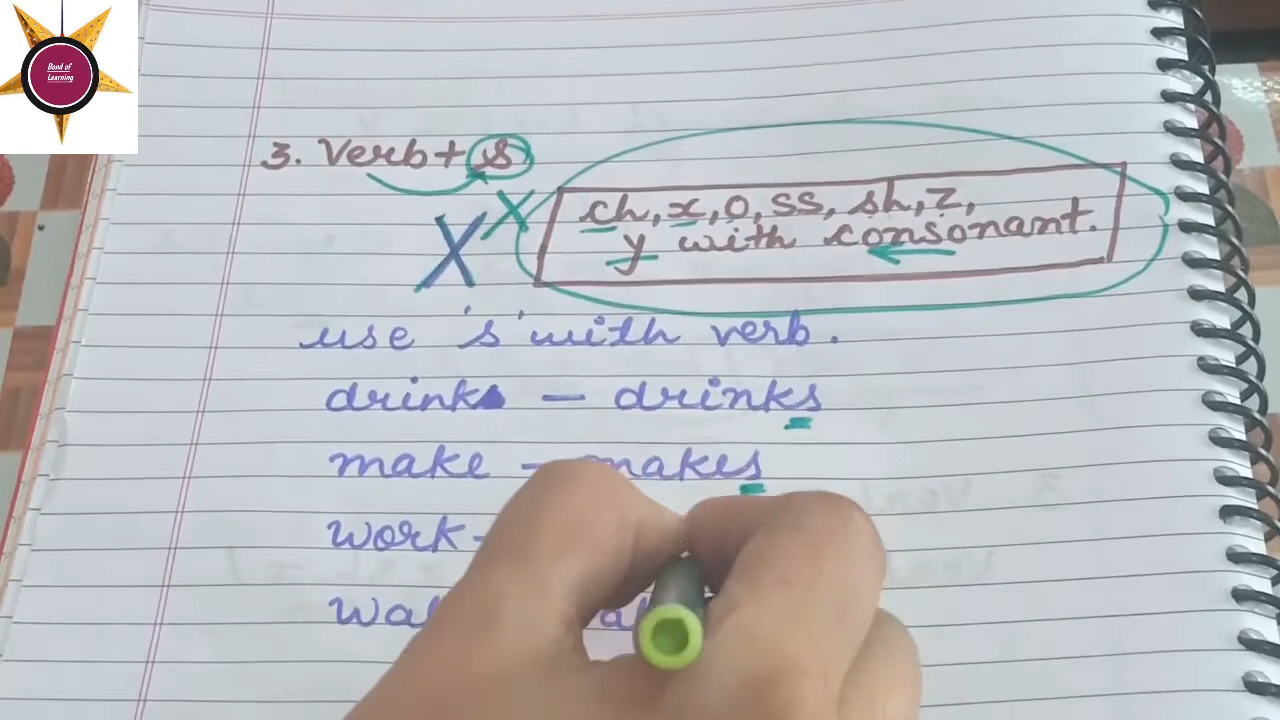 Bond of
Learning
3. Verb + s
ch, x, o, ss, sh, z,
y with consonant.
use 's' with verb.
drink – drinks
make – makes
work -